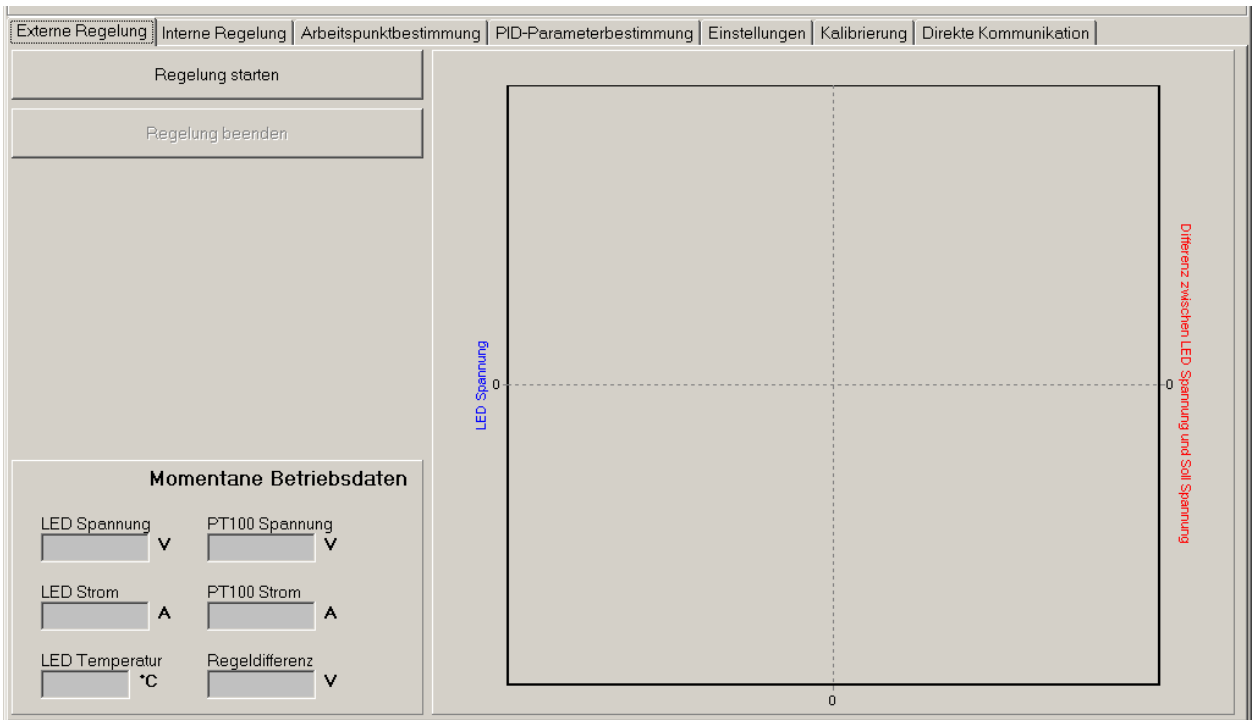 Externe Regelung Interne Regelung Arbeitspunktbestimmung PID-Parameterbestimmung Einstellungen Kalibrierung Direkte Kommunikation
Regelung starten
Regelung beenden
Momentane Betriebsdaten
LED Spannung PT100 Spannung
V V
LED Strom PT100 Strom
A A
LED Temperatur Regeldifferenz
°C V
LED Spannung
0
0
0
Differenz zwischen LED Spannung und Soll Spannung